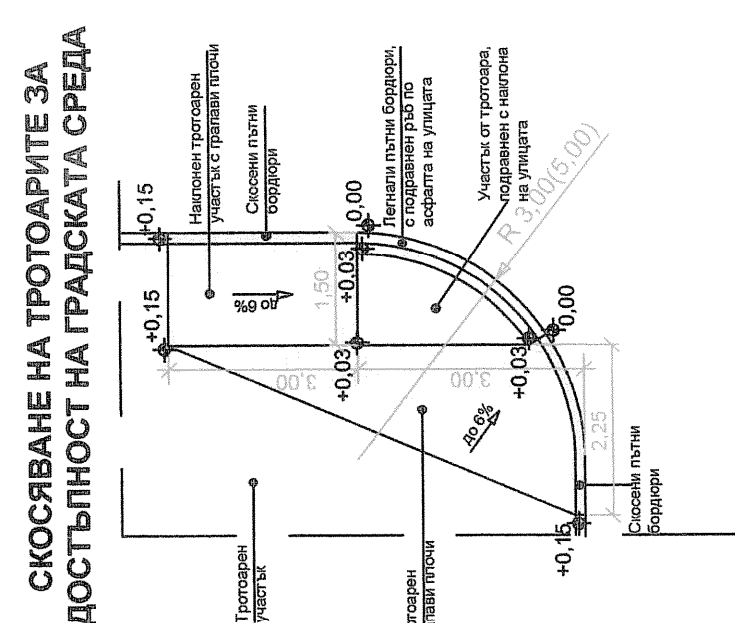 СКОСЯВАНЕ НА ТРОТОАРИТЕ ЗА
ДОСТЪПНОСТ НА ГРАДСКАТА СРЕДА
+0,15
Наклонен тротоарен
участък с грапави плочи
Скосени пътни
бордюри
0,00
Легнали пътни бордюри,
с подравнен ръб по
асфалта на улицата
Участък от тротоара,
подравнен с наклона
на улицата
R 3,00(5,00)
+0,15
до 6%
1,50
+0,03
+0,03
+0,03
0,00
3,00
3,00
до 6%
2,25
Тротоарен
участък
+0,15
Скосени пътни
бордюри